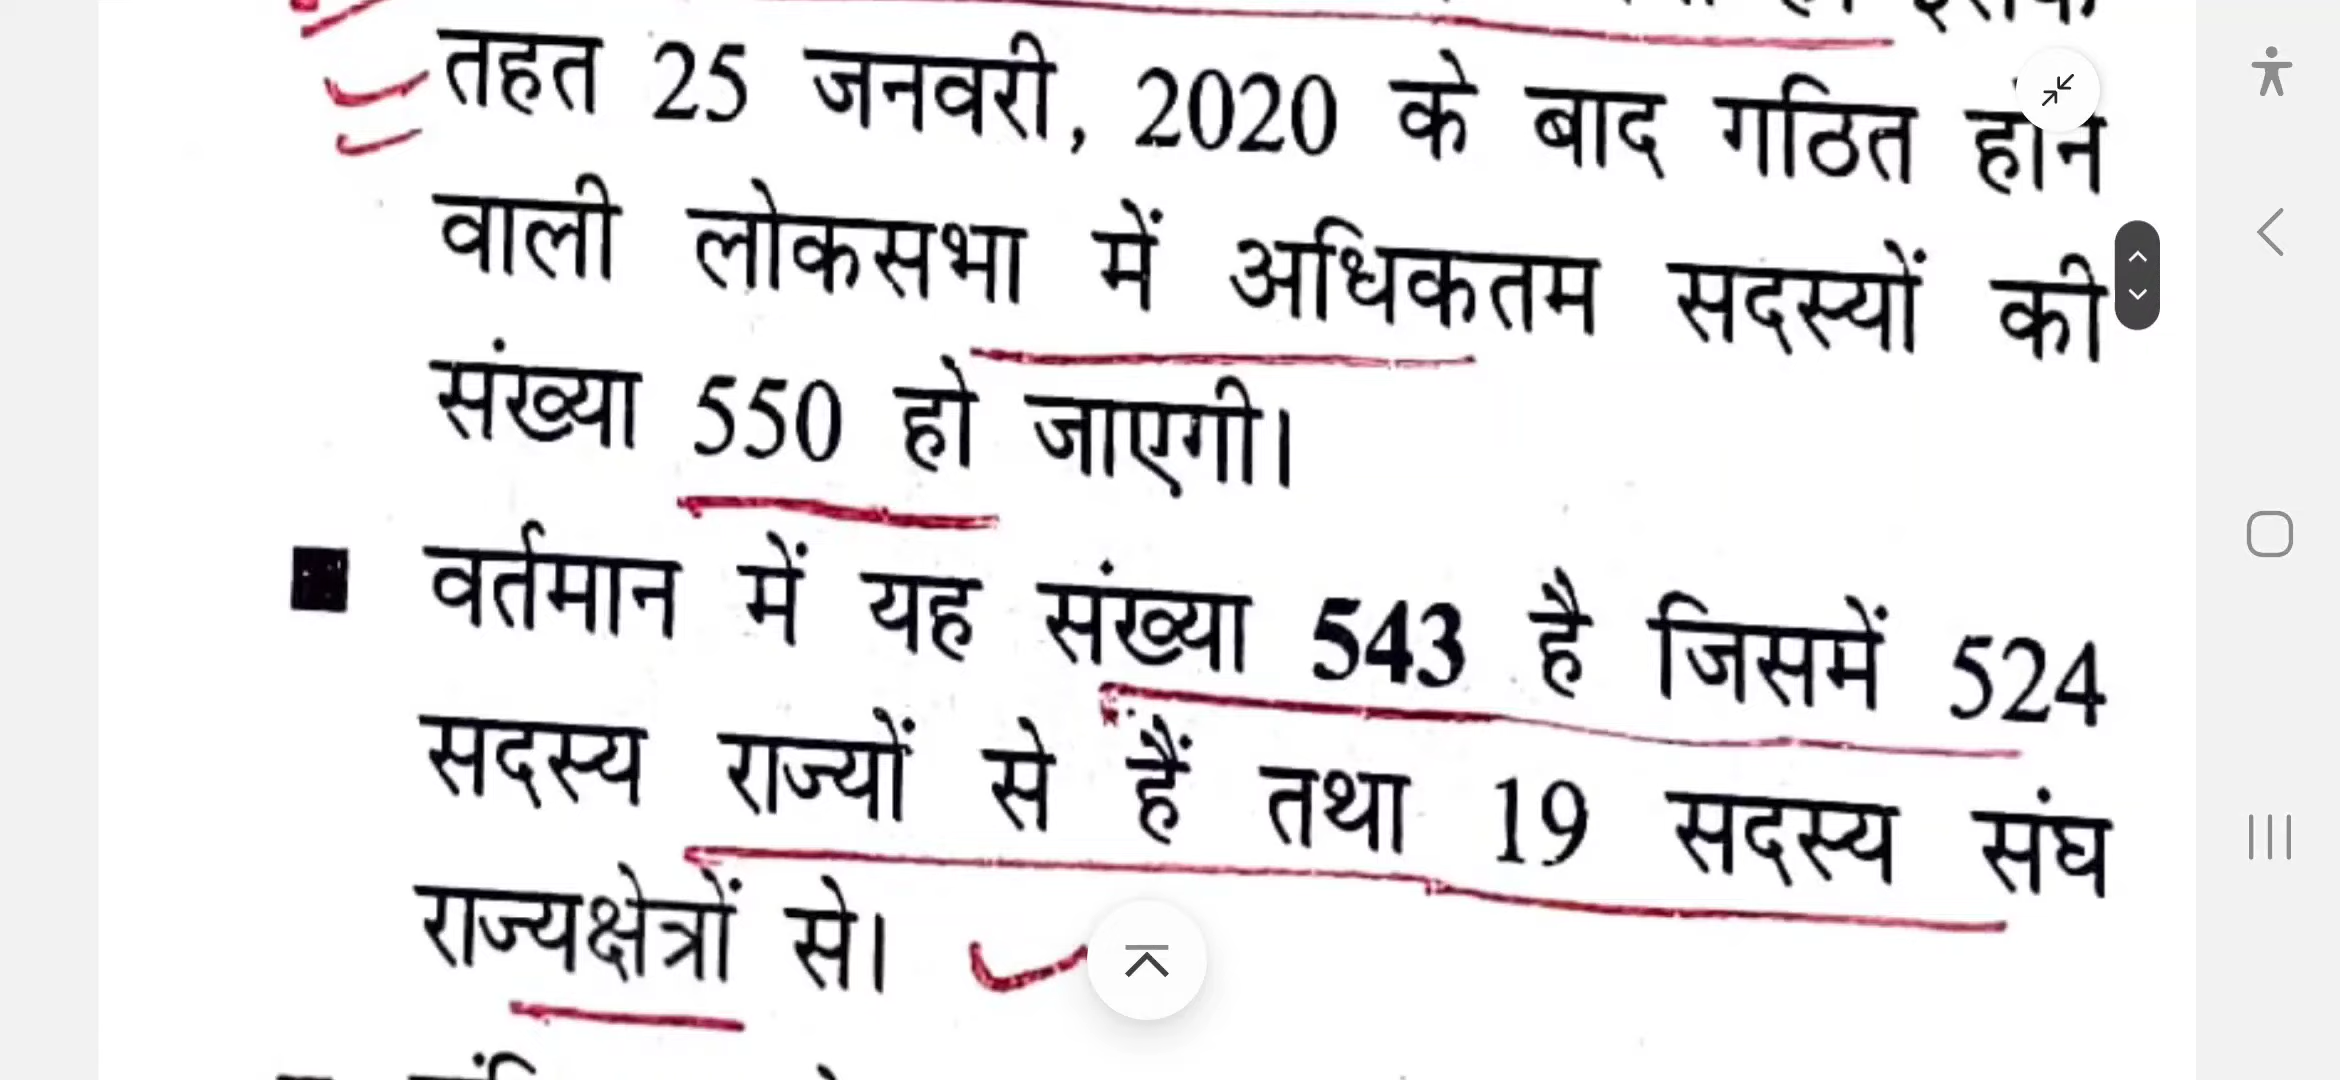 तहत 25 जनवरी, 2020 के बाद गठित होने
वाली लोकसभा में अधिकतम सदस्यों की
संख्या 550 हो जाएगी।
वर्तमान में यह संख्या 543 है जिसमें 524
सदस्य राज्यों से हैं तथा 19 सदस्य संघ
राज्यक्षेत्रों से।